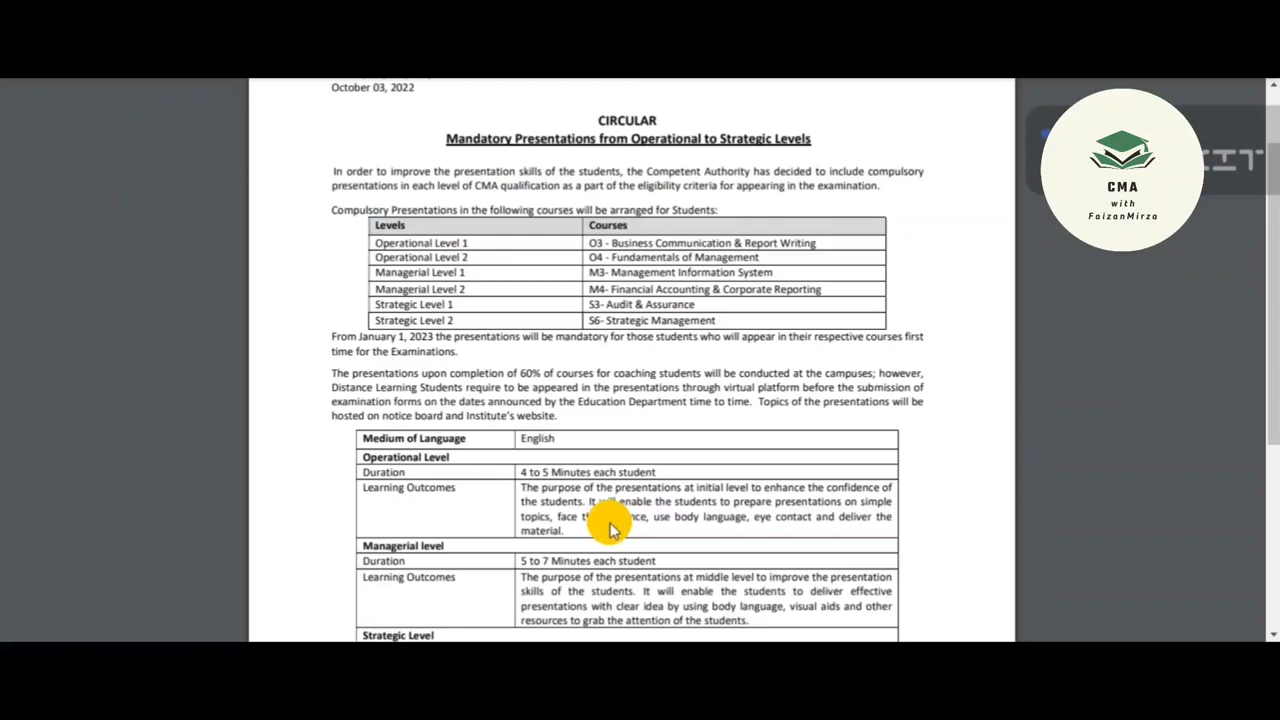 October 03, 2022
CIRCULAR
Mandatory Presentations from Operational to Strategic Levels
In order to improve the presentation skills of the students, the Competent Authority has decided to include compulsory
presentations in each level of CMA qualification as a part of the eligibility criteria for appearing in the examination.
Compulsory Presentations in the following courses will be arranged for Students:
Levels Courses
Operational Level 1 O3 - Business Communication & Report Writing
Operational Level 2 O4 - Fundamentals of Management
Managerial Level 1 M3- Management Information System
Managerial Level 2 M4- Financial Accounting & Corporate Reporting
Strategic Level 1 S3- Audit & Assurance
Strategic Level 2 S6- Strategic Management
From January 1, 2023 the presentations will be mandatory for those students who will appear in their respective courses first
time for the Examinations.
The presentations upon completion of 60% of courses for coaching students will be conducted at the campuses; however,
Distance Learning Students require to be appeared in the presentations through virtual platform before the submission of
examination forms on the dates announced by the Education Department time to time. Topics of the presentations will be
hosted on notice board and Institute's website.
Medium of Language English
Operational Level
Duration 4 to 5 Minutes each student
Learning Outcomes The purpose of the presentations at initial level to enhance the confidence of
the students. It will enable the students to prepare presentations on simple
topics, face use body language, eye contact and deliver the
material.
Managerial level
Duration 5 to 7 Minutes each student
Learning Outcomes The purpose of the presentations at middle level to improve the presentation
skills of the students. It will enable the students to deliver effective
presentations with clear idea by using body language, visual aids and other
resources to grab the attention of the students.
Strategic Level
CMA
with
FaizanMirza